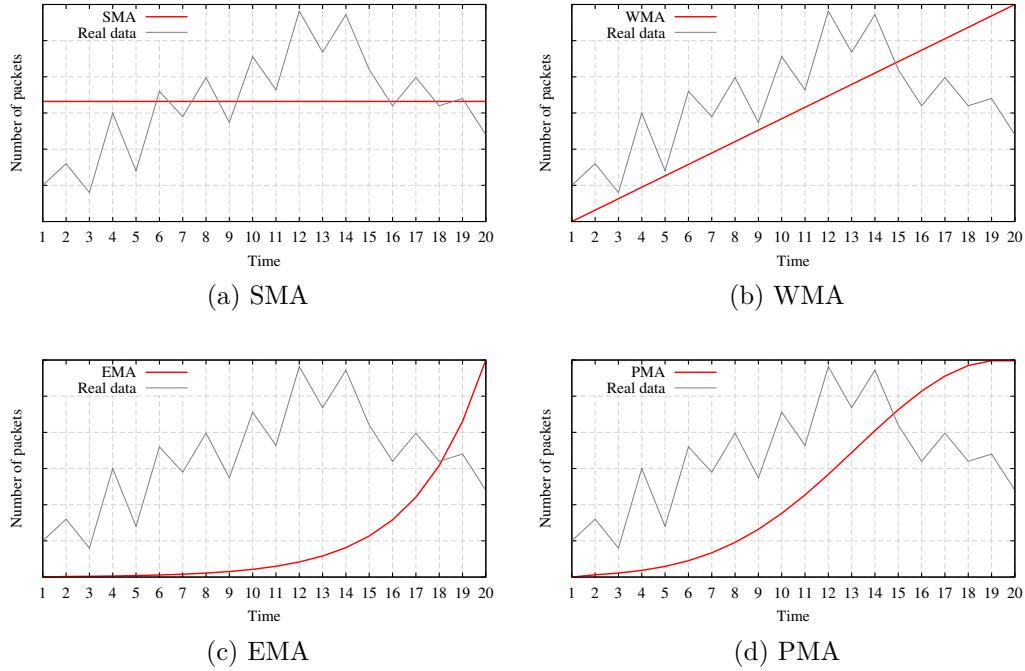 SMA
Real data
Number of packets
1 2 3 4 5 6 7 8 9 10 11 12 13 14 15 16 17 18 19 20
Time
(a) SMA
WMA
Real data
Number of packets
1 2 3 4 5 6 7 8 9 10 11 12 13 14 15 16 17 18 19 20
Time
(b) WMA
EMA
Real data
Number of packets
1 2 3 4 5 6 7 8 9 10 11 12 13 14 15 16 17 18 19 20
Time
(c) EMA
PMA
Real data
Number of packets
1 2 3 4 5 6 7 8 9 10 11 12 13 14 15 16 17 18 19 20
Time
(d) PMA